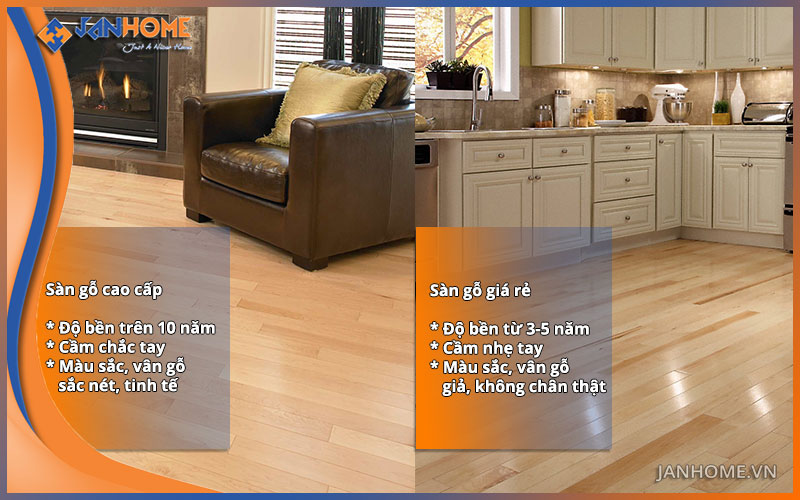 JANHOME
Just A Nicer Home
Sàn gỗ cao cấp
* Độ bền trên 10 năm
* Cầm chắc tay
* Màu sắc, vân gỗ
sắc nét, tinh tế
Sàn gỗ giá rẻ
* Độ bền từ 3-5 năm
* Cầm nhẹ tay
* Màu sắc, vân gỗ
giả, không chân thật
JANHOME.VN